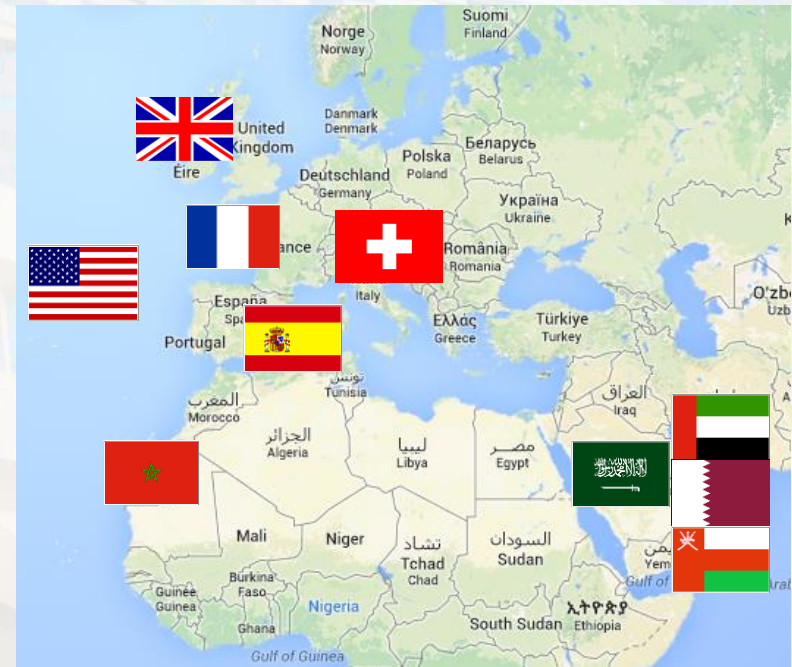 Suomi
Finland
Norge
Norway
Danmark
Denmark
United
Kingdom
Éire
Беларусь
Belarus
Polska
Poland
Deutschland
Germany
Україна
Ukraine
ance
România
Romania
Italy
España
Spa
Portugal
Ελλάς
Greece
Türkiye
Turkey
O'zb
Uzb
تونس
Tunisia
المغرب
Morocco
العراق
Iraq
الجزائر
Algeria
ليبيا
Libya
مصر
Egypt
Mali
Niger
تشاد
Tchad
Chad
السودان
Sudan
يمن
Yem
Gulf of
Burkina
Faso
Guinée
Guinea
Nigeria
Ghana
South Sudan
ኢትዮጵያ
Ethiopia
Gulf of Guinea